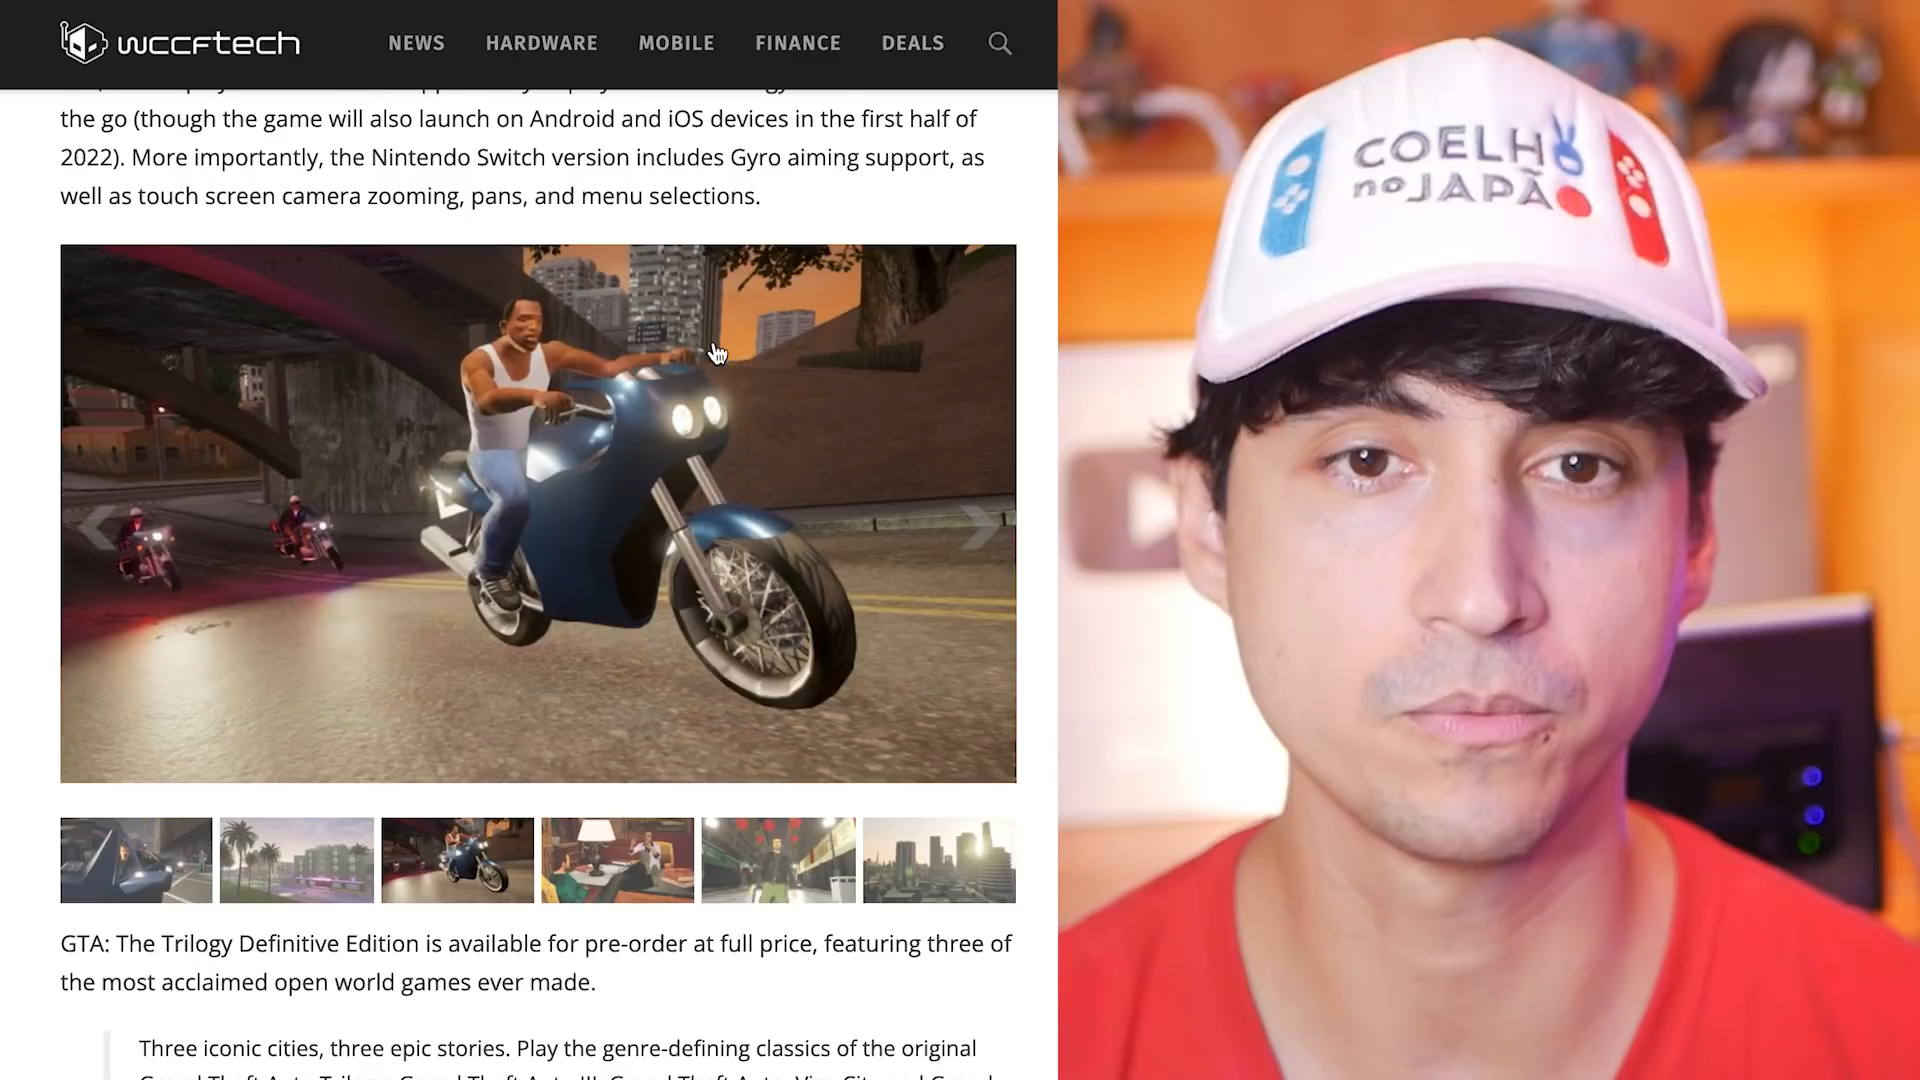 wccftech NEWS HARDWARE MOBILE FINANCE DEALS
the go (though the game will also launch on Android and iOS devices in the first half of
2022). More importantly, the Nintendo Switch version includes Gyro aiming support, as
well as touch screen camera zooming, pans, and menu selections.
COELHO
no JAPÃO
GTA: The Trilogy Definitive Edition is available for pre-order at full price, featuring three of
the most acclaimed open world games ever made.
Three iconic cities, three epic stories. Play the genre-defining classics of the original